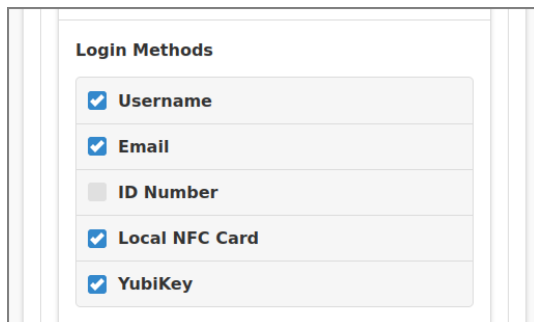 Login Methods
Username
Email
ID Number
Local NFC Card
YubiKey